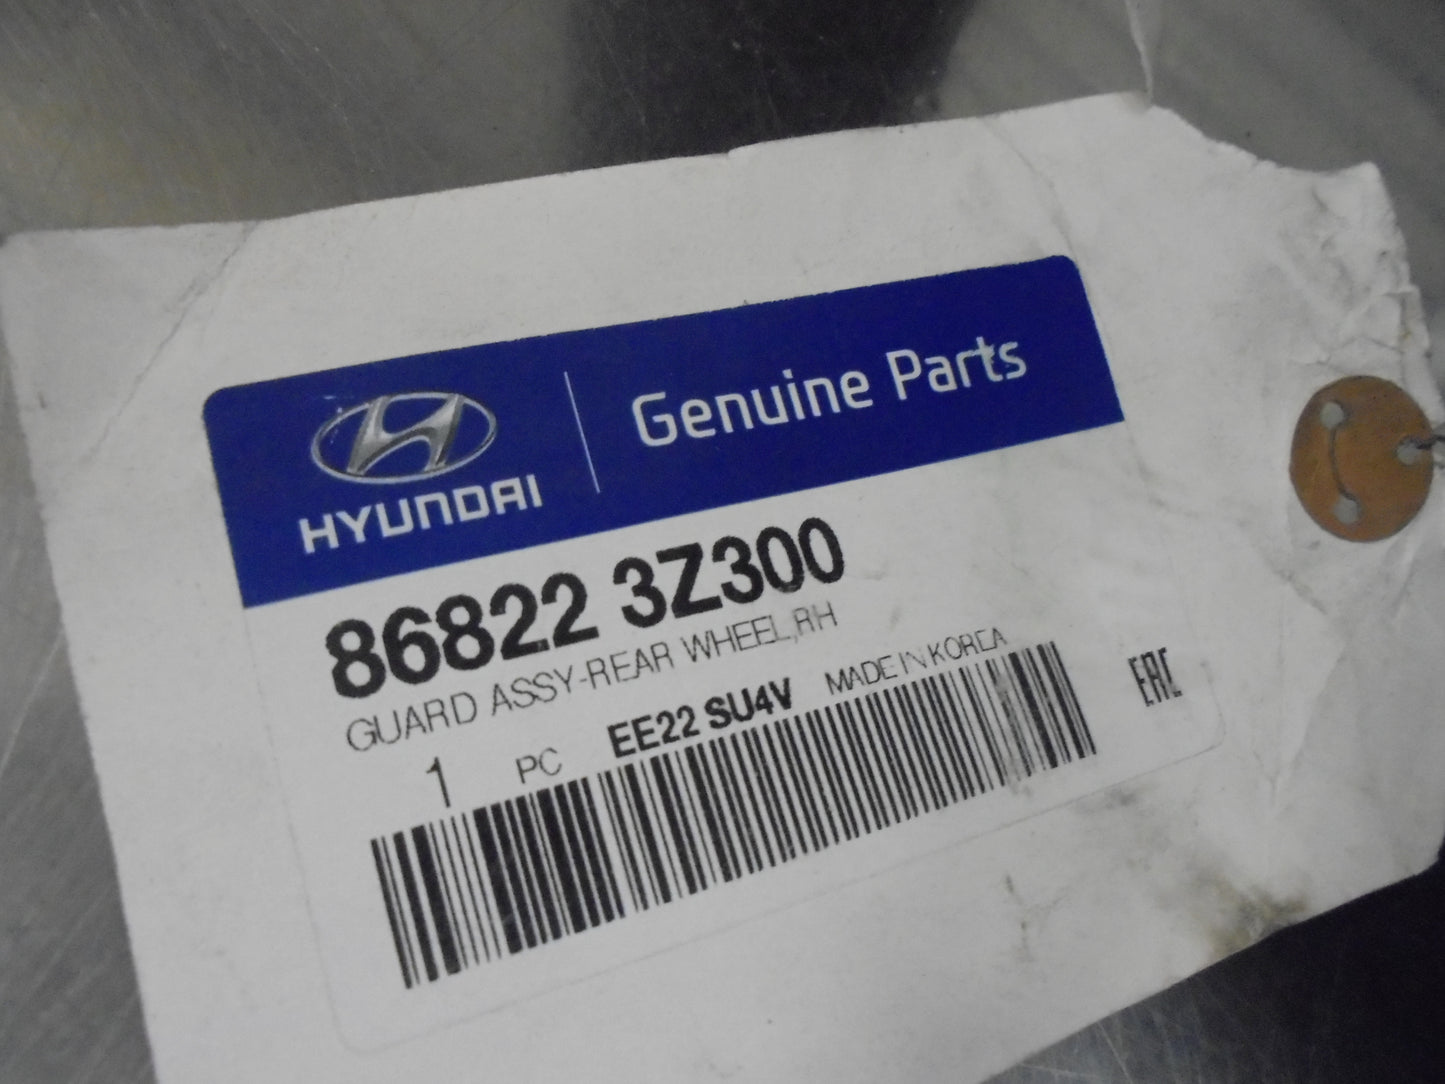 HYUNDAI
Genuine Parts
86822 3Z300
GUARD ASSY-REAR WHEEL,RH
1 PC EE22 SU4V MADE IN KOREA
EAC